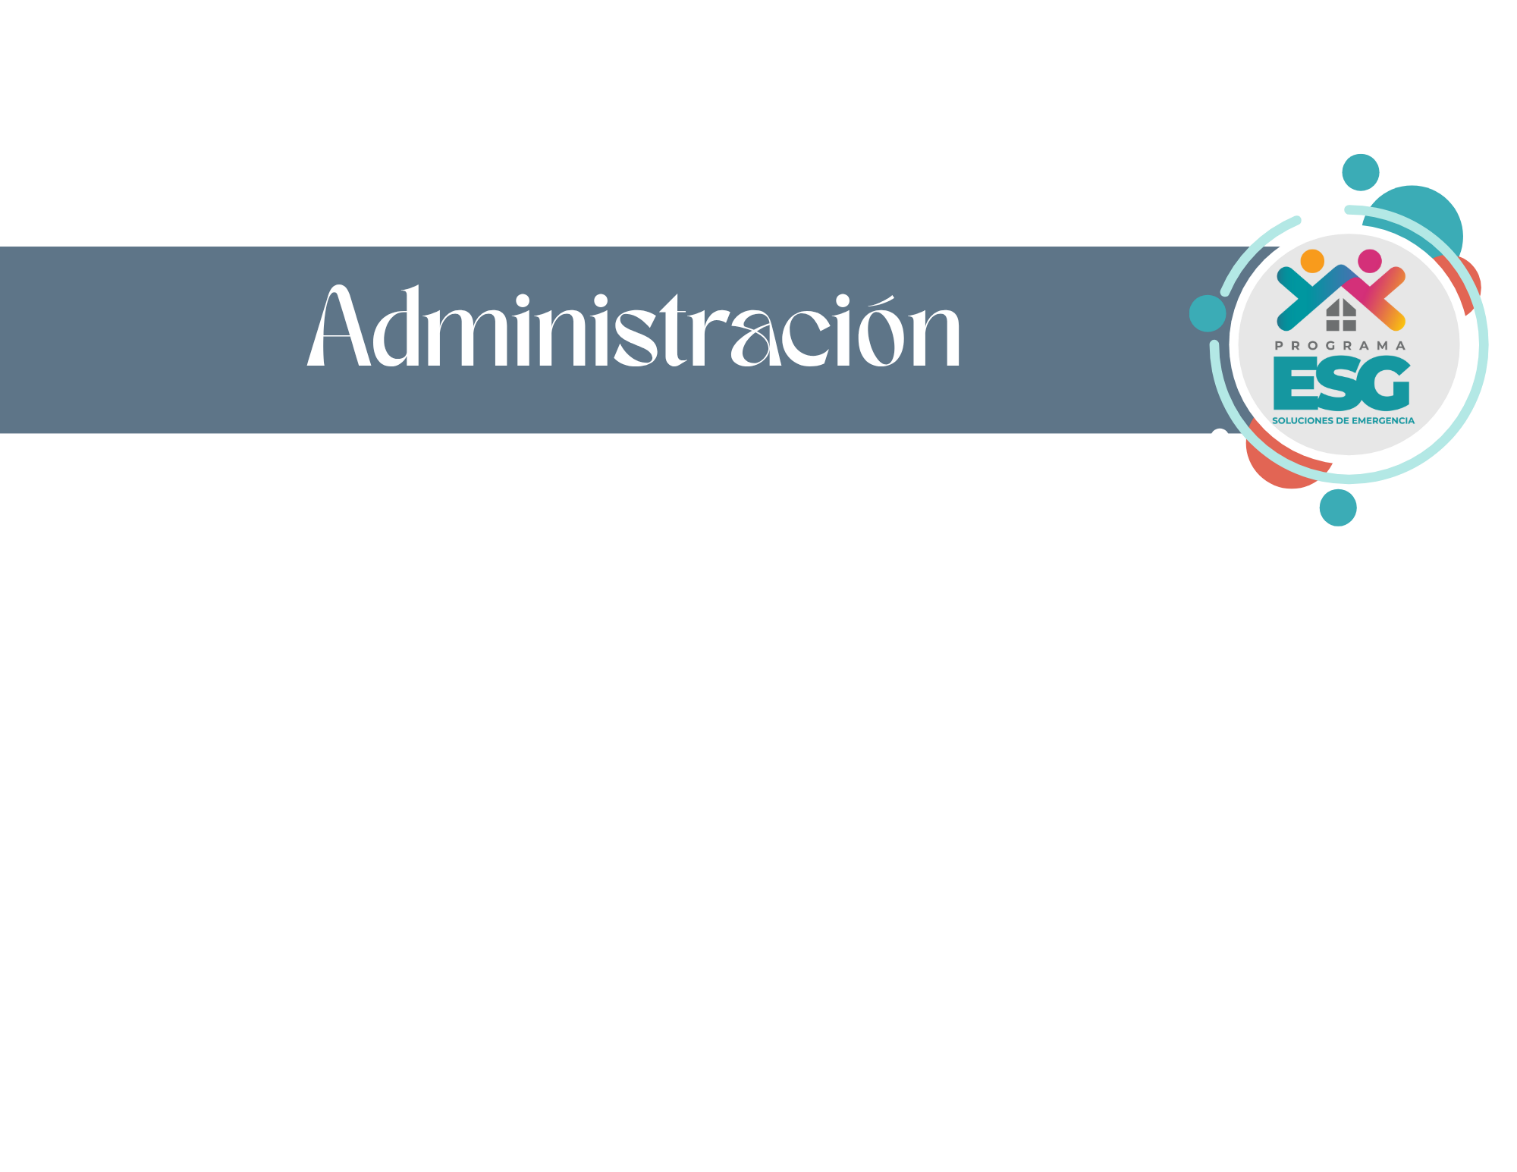 Administración
PROGRAMA
ESG
SOLUCIONES DE EMERGENCIA